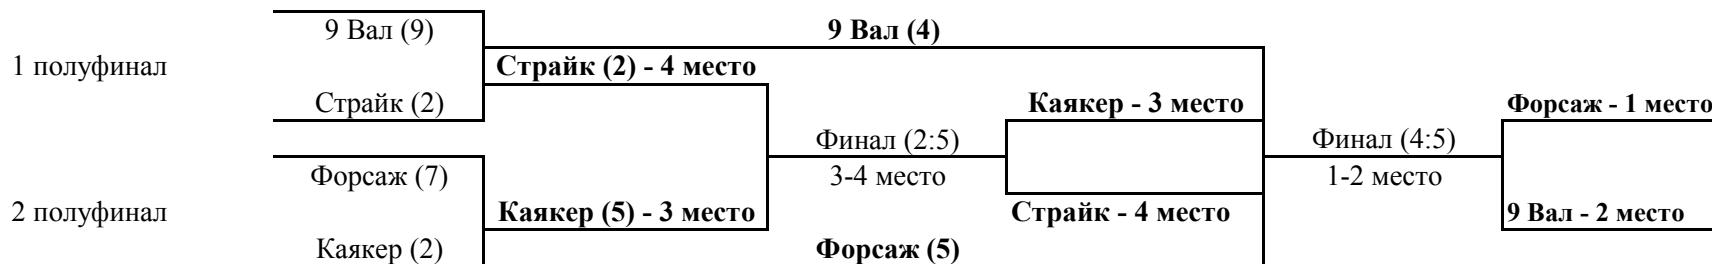 9 Вал (9)
9 Вал (4)
1 полуфинал
Страйк (2) - 4 место
Страйк (2)
Каякер - 3 место
Форсаж - 1 место
Финал (2:5)
Финал (4:5)
Форсаж (7)
3-4 место
1-2 место
2 полуфинал
Каякер (5) - 3 место
Страйк - 4 место
9 Вал - 2 место
Каякер (2)
Форсаж (5)